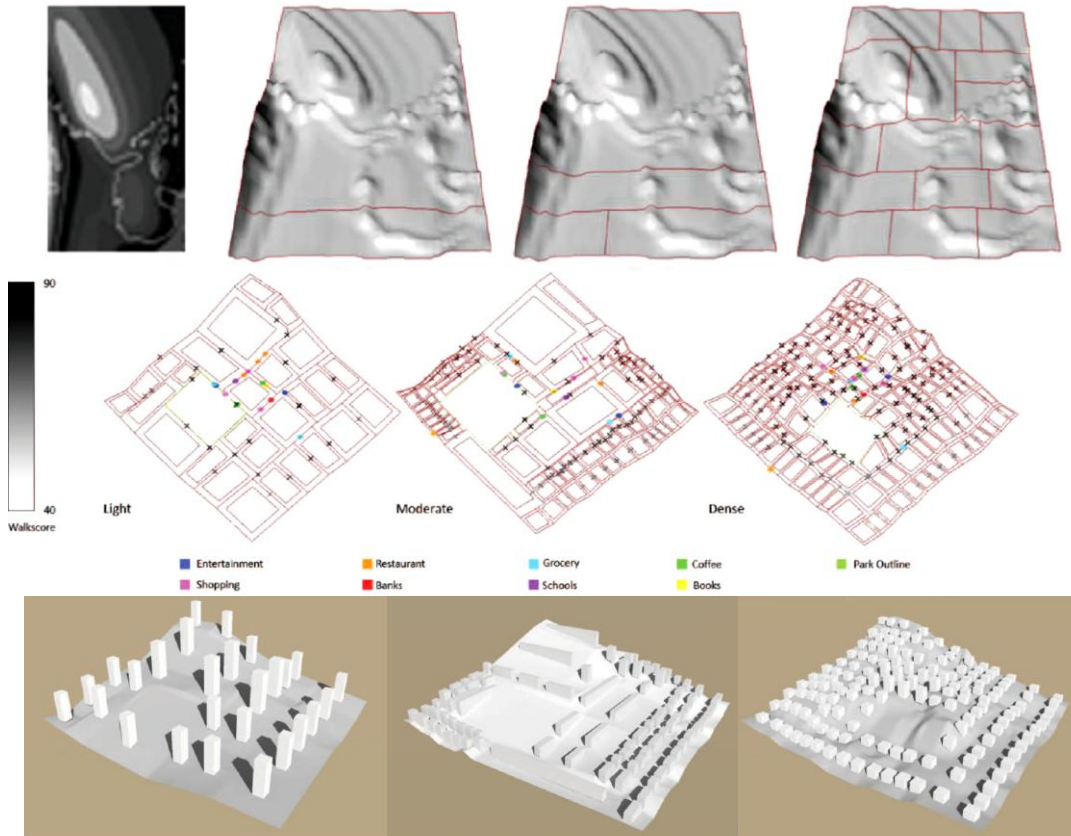 90
40
Walkscore
Light
Moderate
Dense
Entertainment
Restaurant
Grocery
Coffee
Park Outline
Shopping
Banks
Schools
Books